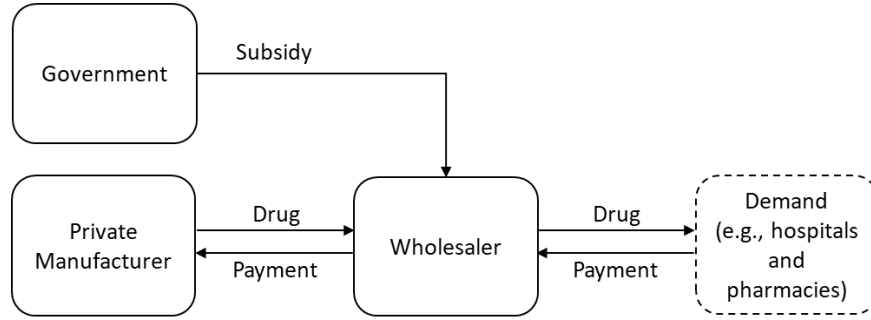 Subsidy
Government
Private
Manufacturer
Drug
Payment
Wholesaler
Drug
Payment
Demand
(e.g., hospitals
and
pharmacies)